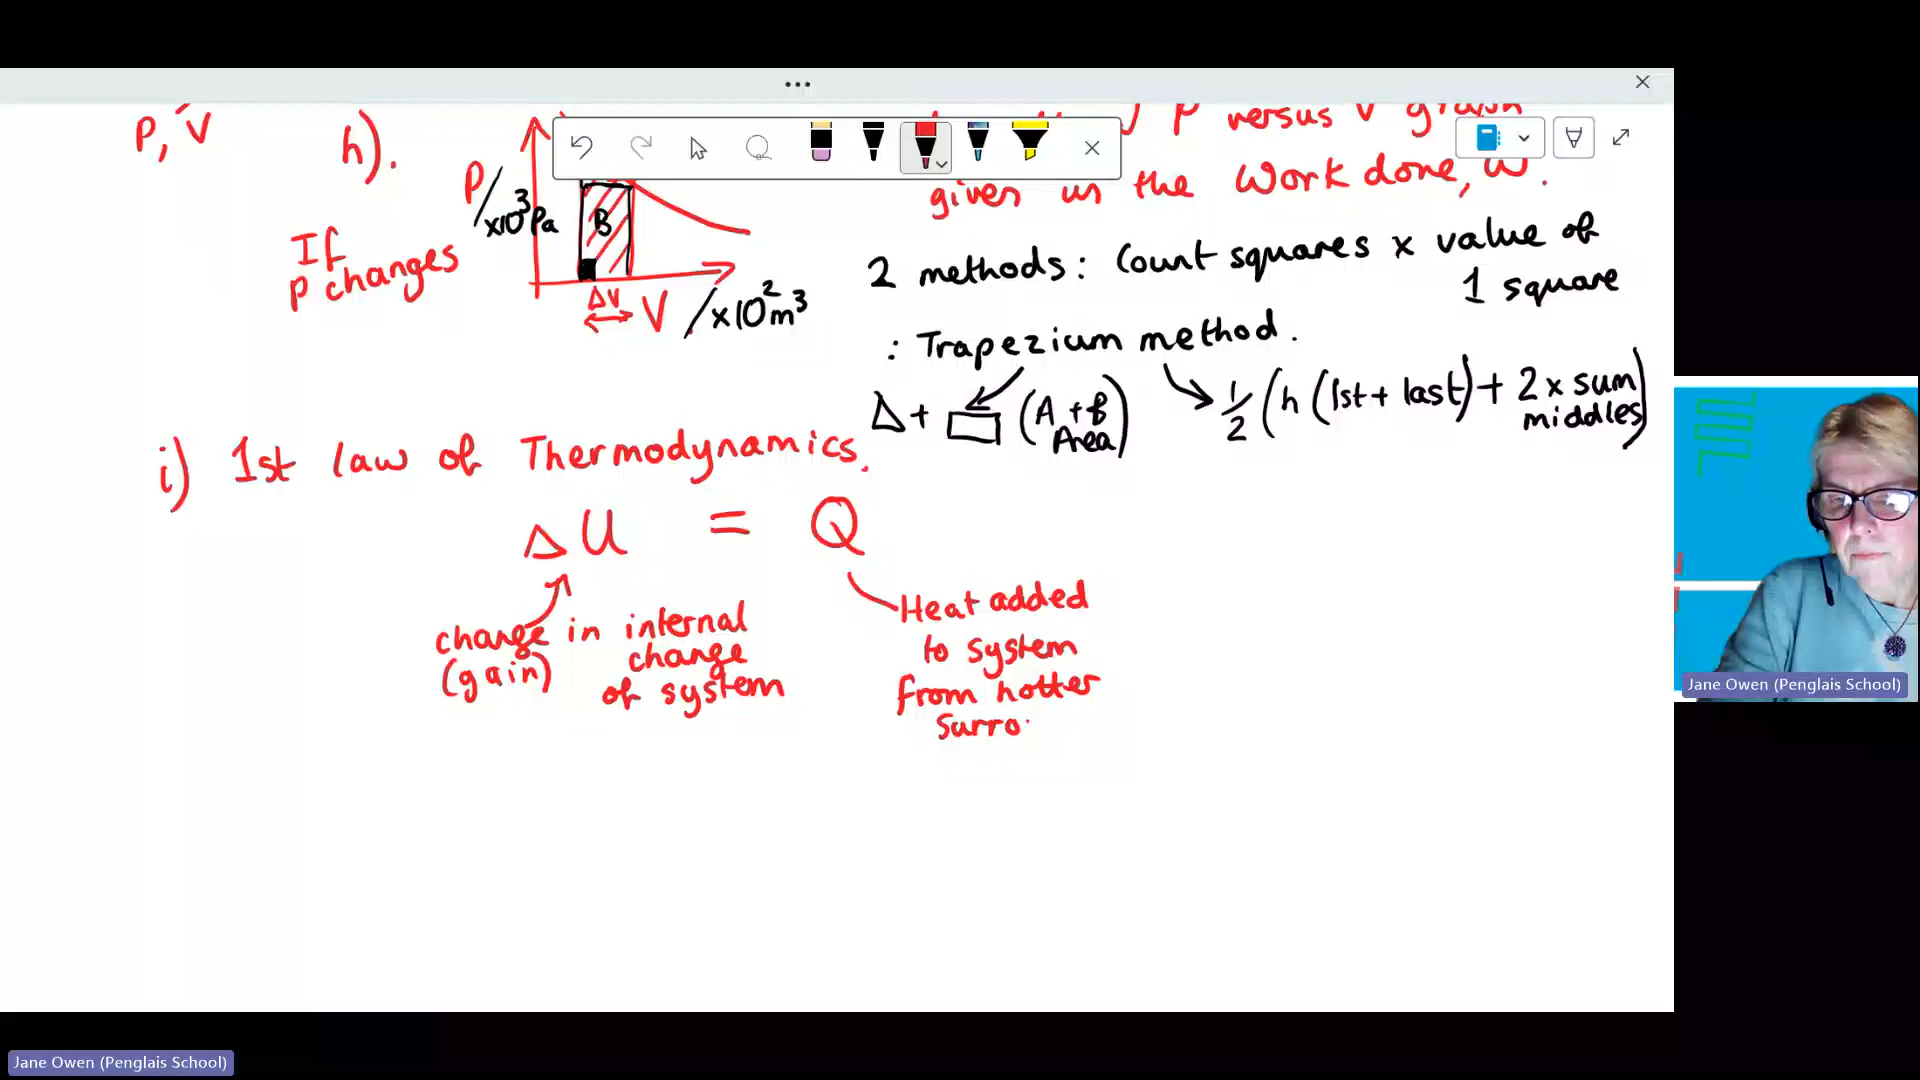 P, V
h).
P versus V graph
gives us the Work done, W.
P/
x10³Pa
B
If
P changes
ΔV
V /x10²m³
2 methods: Count squares x value of
1 square
: Trapezium method.
Δ + ▭ (A + B
Area)
1/2 (h (1st + last) + 2 x sum
middles)
i) 1st law of Thermodynamics.
ΔU = Q
change in internal
(gain) change
of system
Heat added
to system
from hotter
Surro
Jane Owen (Penglais School)
Jane Owen (Penglais School)